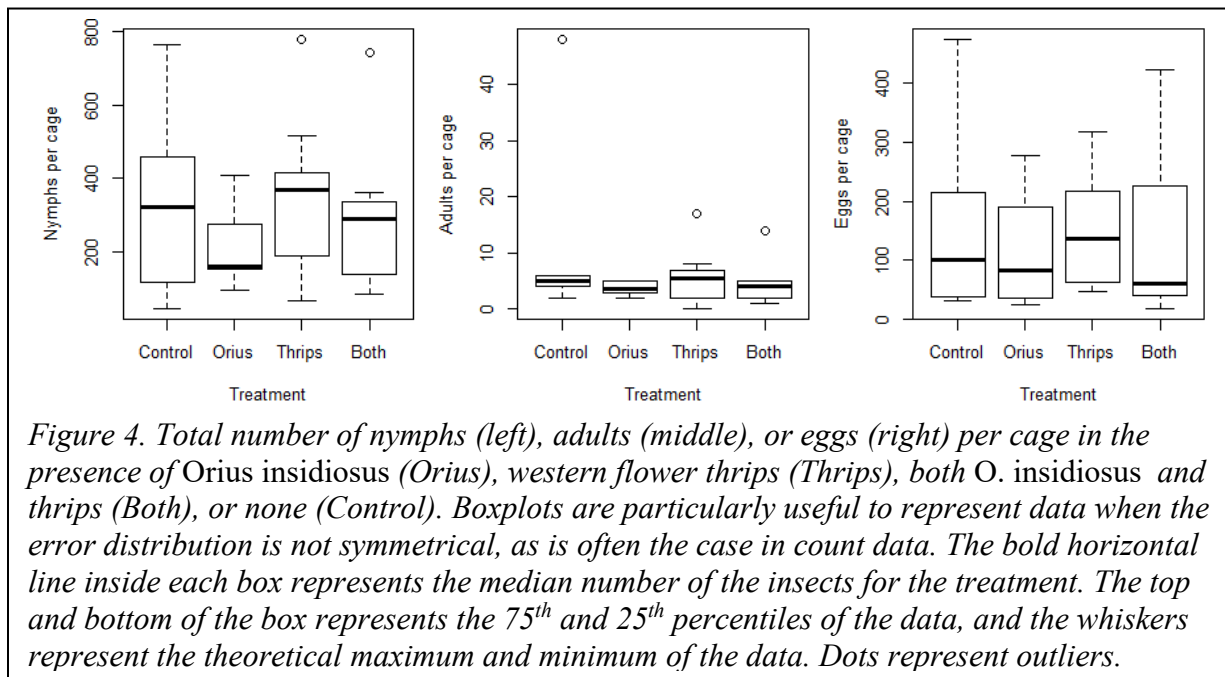 800
600
400
200
Nymphs per cage
Control Orius Thrips Both
Treatment
40
30
20
10
0
Adults per cage
Control Orius Thrips Both
Treatment
400
300
200
100
0
Eggs per cage
Control Orius Thrips Both
Treatment
Figure 4. Total number of nymphs (left), adults (middle), or eggs (right) per cage in the
presence of Orius insidiosus (Orius), western flower thrips (Thrips), both O. insidiosus and
thrips (Both), or none (Control). Boxplots are particularly useful to represent data when the
error distribution is not symmetrical, as is often the case in count data. The bold horizontal
line inside each box represents the median number of the insects for the treatment. The top
and bottom of the box represents the 75th and 25th percentiles of the data, and the whiskers
represent the theoretical maximum and minimum of the data. Dots represent outliers.